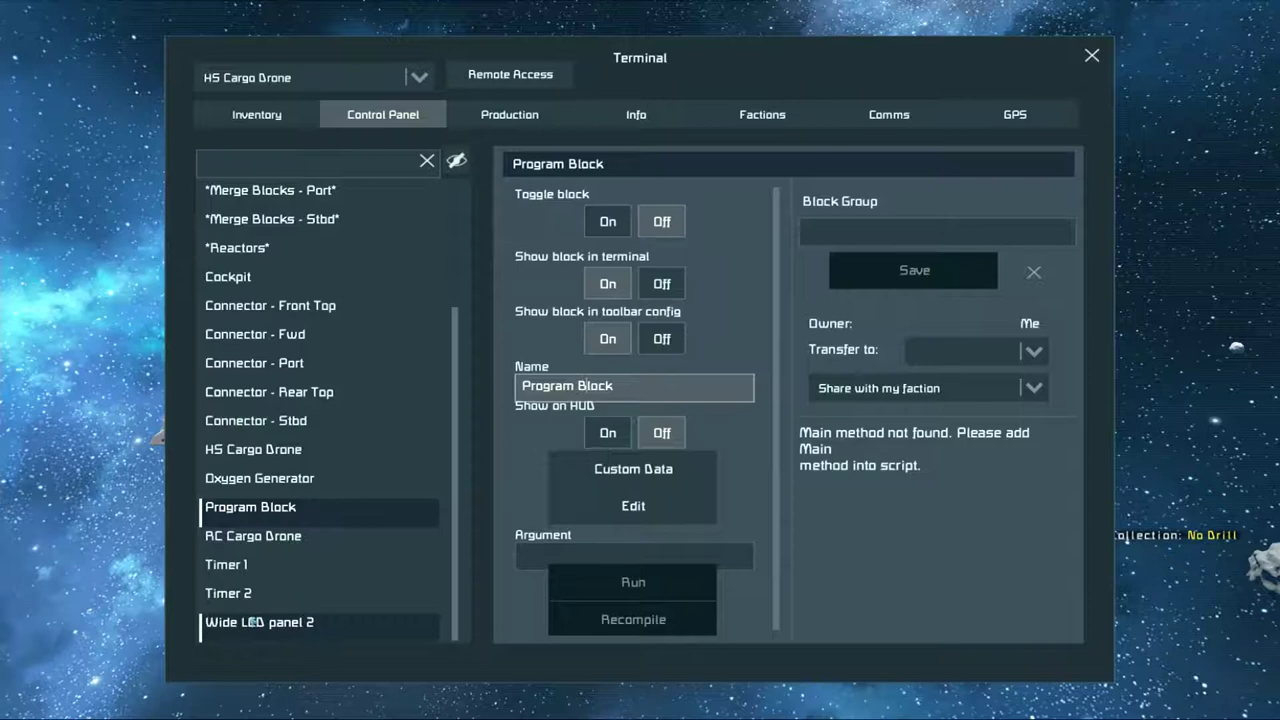 Terminal
HS Cargo Drone
Remote Access
Inventory
Control Panel
Production
Info
Factions
Comms
GPS
*Merge Blocks - Port*
*Merge Blocks - Stbd*
*Reactors*
Cockpit
Connector - Front Top
Connector - Fwd
Connector - Port
Connector - Rear Top
Connector - Stbd
HS Cargo Drone
Oxygen Generator
Program Block
RC Cargo Drone
Timer 1
Timer 2
Wide LCD panel 2
Program Block
Toggle block
On Off
Show block in terminal
On Off
Show block in toolbar config
On Off
Name
Program Block
Show on HUD
On Off
Custom Data
Edit
Argument
Run
Recompile
Block Group
Save
Owner: Me
Transfer to:
Share with my faction
Main method not found. Please add
Main
method into script.
ollection: No Drill